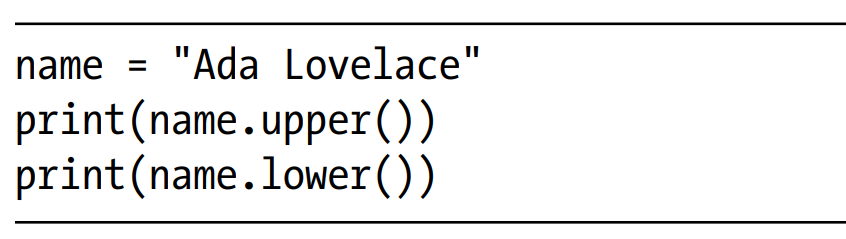 name = "Ada Lovelace"
print(name.upper())
print(name.lower())